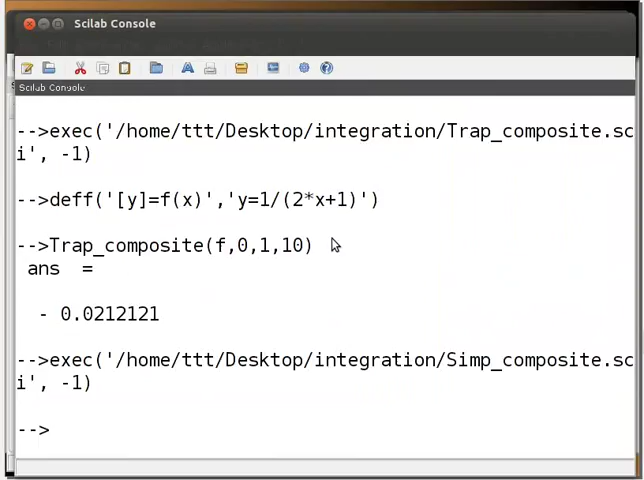 Scilab Console
Scilab Console
-->exec('/home/ttt/Desktop/integration/Trap_composite.sc
i', -1)
-->deff('[y]=f(x)','y=1/(2*x+1)')
-->Trap_composite(f,0,1,10)
ans  =
- 0.0212121
-->exec('/home/ttt/Desktop/integration/Simp_composite.sc
i', -1)
-->